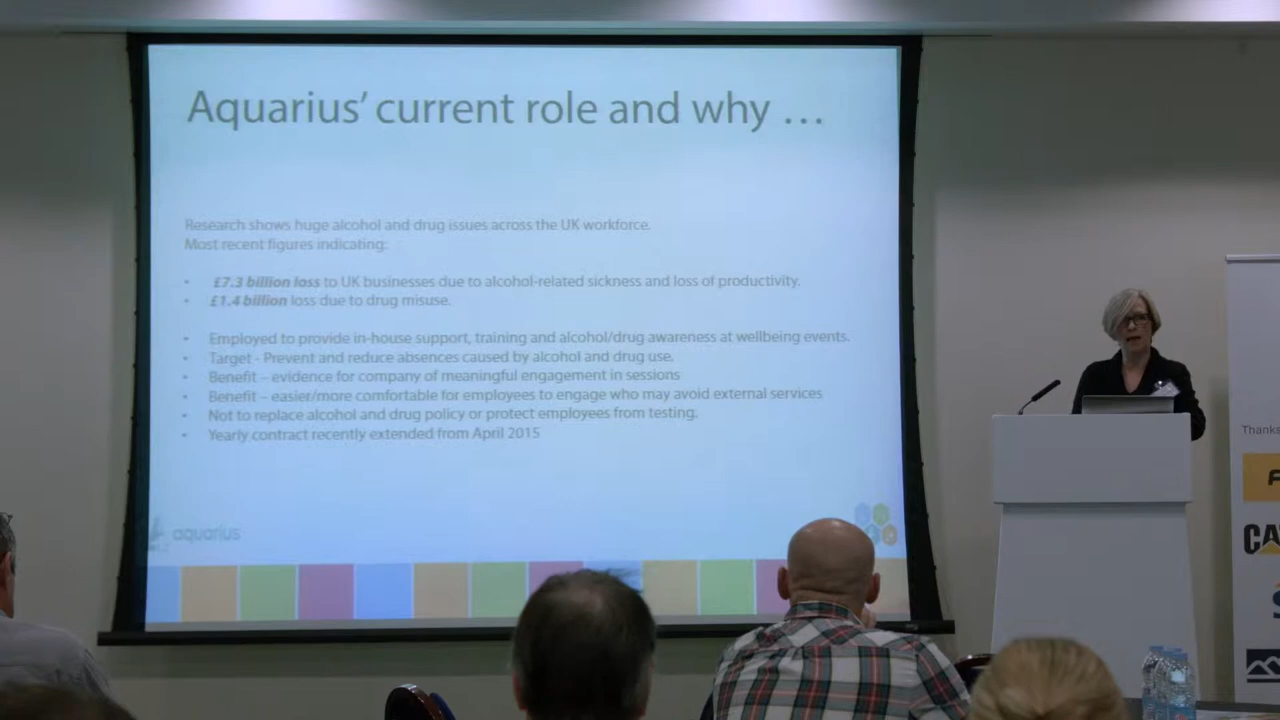 Aquarius' current role and why …
Research shows huge alcohol and drug issues across the UK workforce.
Most recent figures indicating:
• £7.3 billion loss to UK businesses due to alcohol-related sickness and loss of productivity.
• £1.4 billion loss due to drug misuse.
• Employed to provide in-house support, training and alcohol/drug awareness at wellbeing events.
• Target - Prevent and reduce absences caused by alcohol and drug use.
• Benefit – evidence for company of meaningful engagement in sessions
• Benefit – easier/more comfortable for employees to engage who may avoid external services
• Not to replace alcohol and drug policy or protect employees from testing.
• Yearly contract recently extended from April 2015
aquarius
Thanks
CA